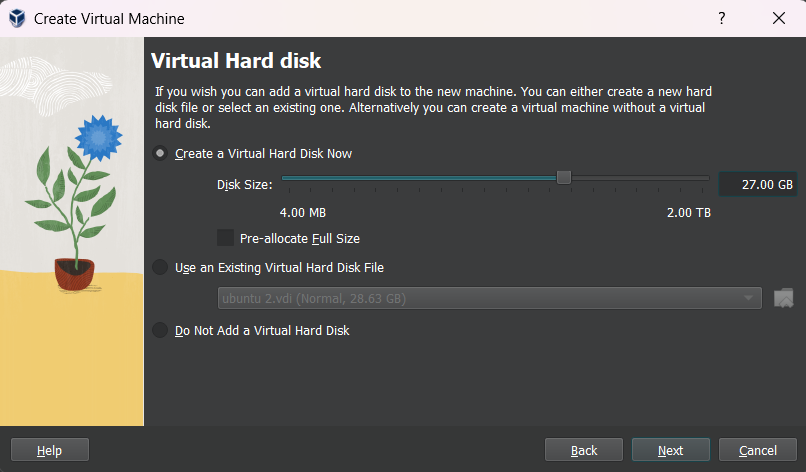 Create Virtual Machine
?
Virtual Hard disk
If you wish you can add a virtual hard disk to the new machine. You can either create a new hard
disk file or select an existing one. Alternatively you can create a virtual machine without a virtual
hard disk.
Create a Virtual Hard Disk Now
Disk Size:
27.00 GB
4.00 MB
2.00 TB
Pre-allocate Full Size
Use an Existing Virtual Hard Disk File
ubuntu 2.vdi (Normal, 28.63 GB)
Do Not Add a Virtual Hard Disk
Help
Back
Next
Cancel